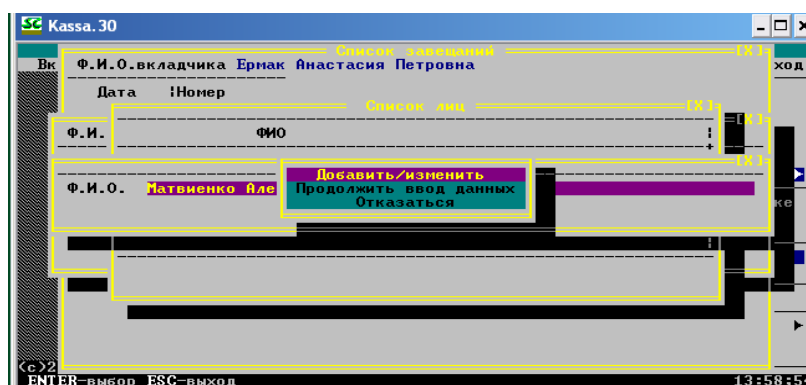 Kassa.30
Список завещаний [X]
Вк Ф.И.О.вкладчика Ермак Анастасия Петровна ход
Дата Номер
Список лиц [X]
Ф.И. ФИО [X]
[X]
Добавить/изменить
Ф.И.О. Матвиенко Але Продолжить ввод данных ке
Отказаться
(c)2
ENTER-выбор ESC-выход 13:58:5